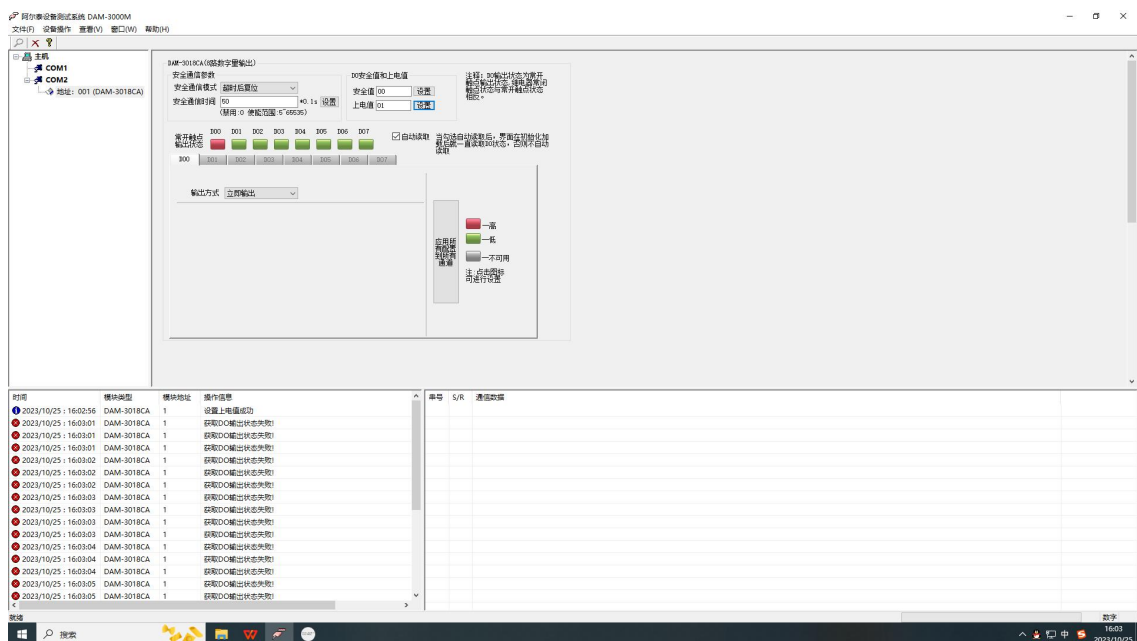 阿尔泰设备测试系统 DAM-3000M
文件(F) 设备操作 查看(V) 窗口(W) 帮助(H)
主机
COM1
COM2
地址：001 (DAM-3018CA)
DAM-3018CA(8路数字量输出)
安全通信参数
安全通信模式 超时后复位
安全通信时间 50 *0.1s 设置
(禁用:0 使能范围:5~65535)
DO安全值和上电值
安全值 00 设置
上电值 01 设置
注释：DO输出状态为常开
触点输出状态,继电器常闭
触点状态与常开触点状态
相反。
常开触点
输出状态
DO0 DO1 DO2 DO3 DO4 DO5 DO6 DO7
自动读取
当勾选自动读取后，界面在初始化加
载后就一直读取DO状态，否则不自动
读取
DO0 DO1 DO2 DO3 DO4 DO5 DO6 DO7
输出方式 立即输出
应用所
有配置
到所有
通道
—高
—低
—不可用
注:点击图标
可进行设置
时间 模块类型 模块地址 操作信息
2023/10/25 : 16:02:56 DAM-3018CA 1 设置上电值成功
2023/10/25 : 16:03:01 DAM-3018CA 1 获取DO输出状态失败!
2023/10/25 : 16:03:01 DAM-3018CA 1 获取DO输出状态失败!
2023/10/25 : 16:03:01 DAM-3018CA 1 获取DO输出状态失败!
2023/10/25 : 16:03:02 DAM-3018CA 1 获取DO输出状态失败!
2023/10/25 : 16:03:02 DAM-3018CA 1 获取DO输出状态失败!
2023/10/25 : 16:03:02 DAM-3018CA 1 获取DO输出状态失败!
2023/10/25 : 16:03:03 DAM-3018CA 1 获取DO输出状态失败!
2023/10/25 : 16:03:03 DAM-3018CA 1 获取DO输出状态失败!
2023/10/25 : 16:03:03 DAM-3018CA 1 获取DO输出状态失败!
2023/10/25 : 16:03:03 DAM-3018CA 1 获取DO输出状态失败!
2023/10/25 : 16:03:04 DAM-3018CA 1 获取DO输出状态失败!
2023/10/25 : 16:03:04 DAM-3018CA 1 获取DO输出状态失败!
2023/10/25 : 16:03:04 DAM-3018CA 1 获取DO输出状态失败!
2023/10/25 : 16:03:05 DAM-3018CA 1 获取DO输出状态失败!
2023/10/25 : 16:03:05 DAM-3018CA 1 获取DO输出状态失败!
串号 S/R 通信数据
就绪
数字
搜索
中
16:03
2023/10/25